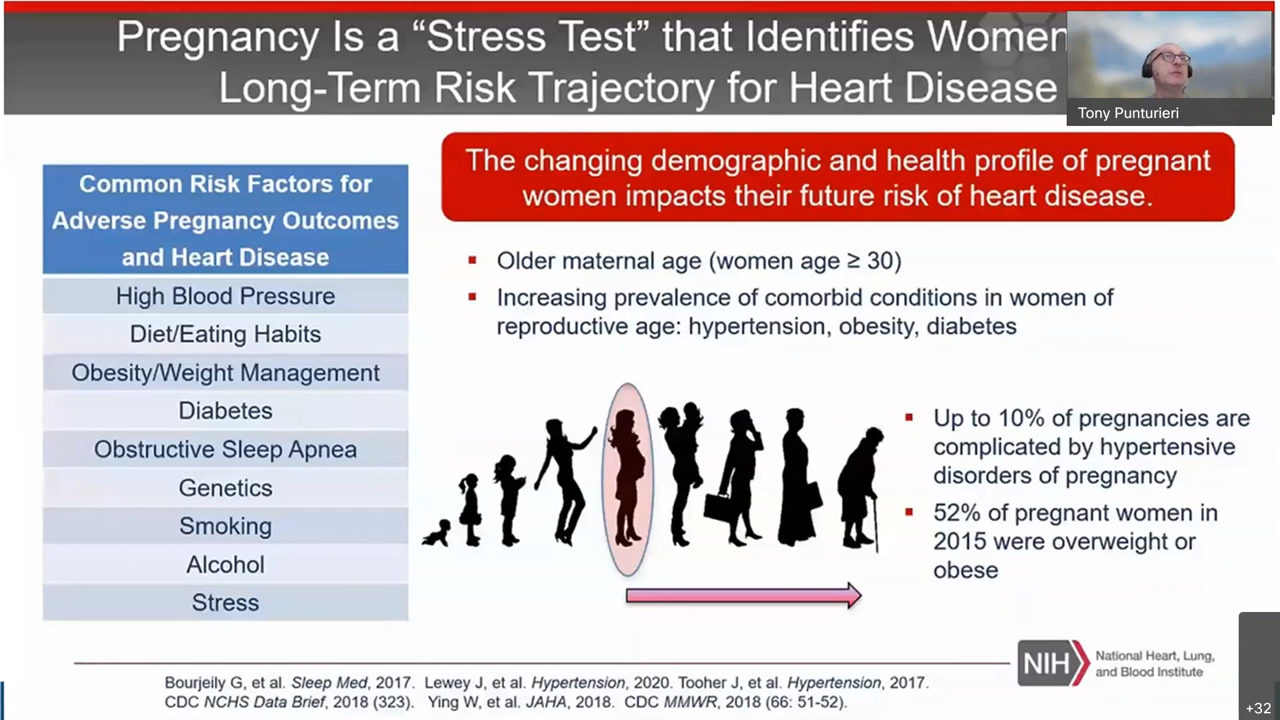 Pregnancy Is a “Stress Test” that Identifies Women
Long-Term Risk Trajectory for Heart Disease
Tony Punturieri
The changing demographic and health profile of pregnant
women impacts their future risk of heart disease.
Common Risk Factors for
Adverse Pregnancy Outcomes
and Heart Disease
High Blood Pressure
Diet/Eating Habits
Obesity/Weight Management
Diabetes
Obstructive Sleep Apnea
Genetics
Smoking
Alcohol
Stress
▪ Older maternal age (women age ≥ 30)
▪ Increasing prevalence of comorbid conditions in women of
reproductive age: hypertension, obesity, diabetes
▪ Up to 10% of pregnancies are
complicated by hypertensive
disorders of pregnancy
▪ 52% of pregnant women in
2015 were overweight or
obese
NIH
National Heart, Lung,
and Blood Institute
Bourjeily G, et al. Sleep Med, 2017. Lewey J, et al. Hypertension, 2020. Tooher J, et al. Hypertension, 2017.
CDC NCHS Data Brief, 2018 (323). Ying W, et al. JAHA, 2018. CDC MMWR, 2018 (66: 51-52).
+32